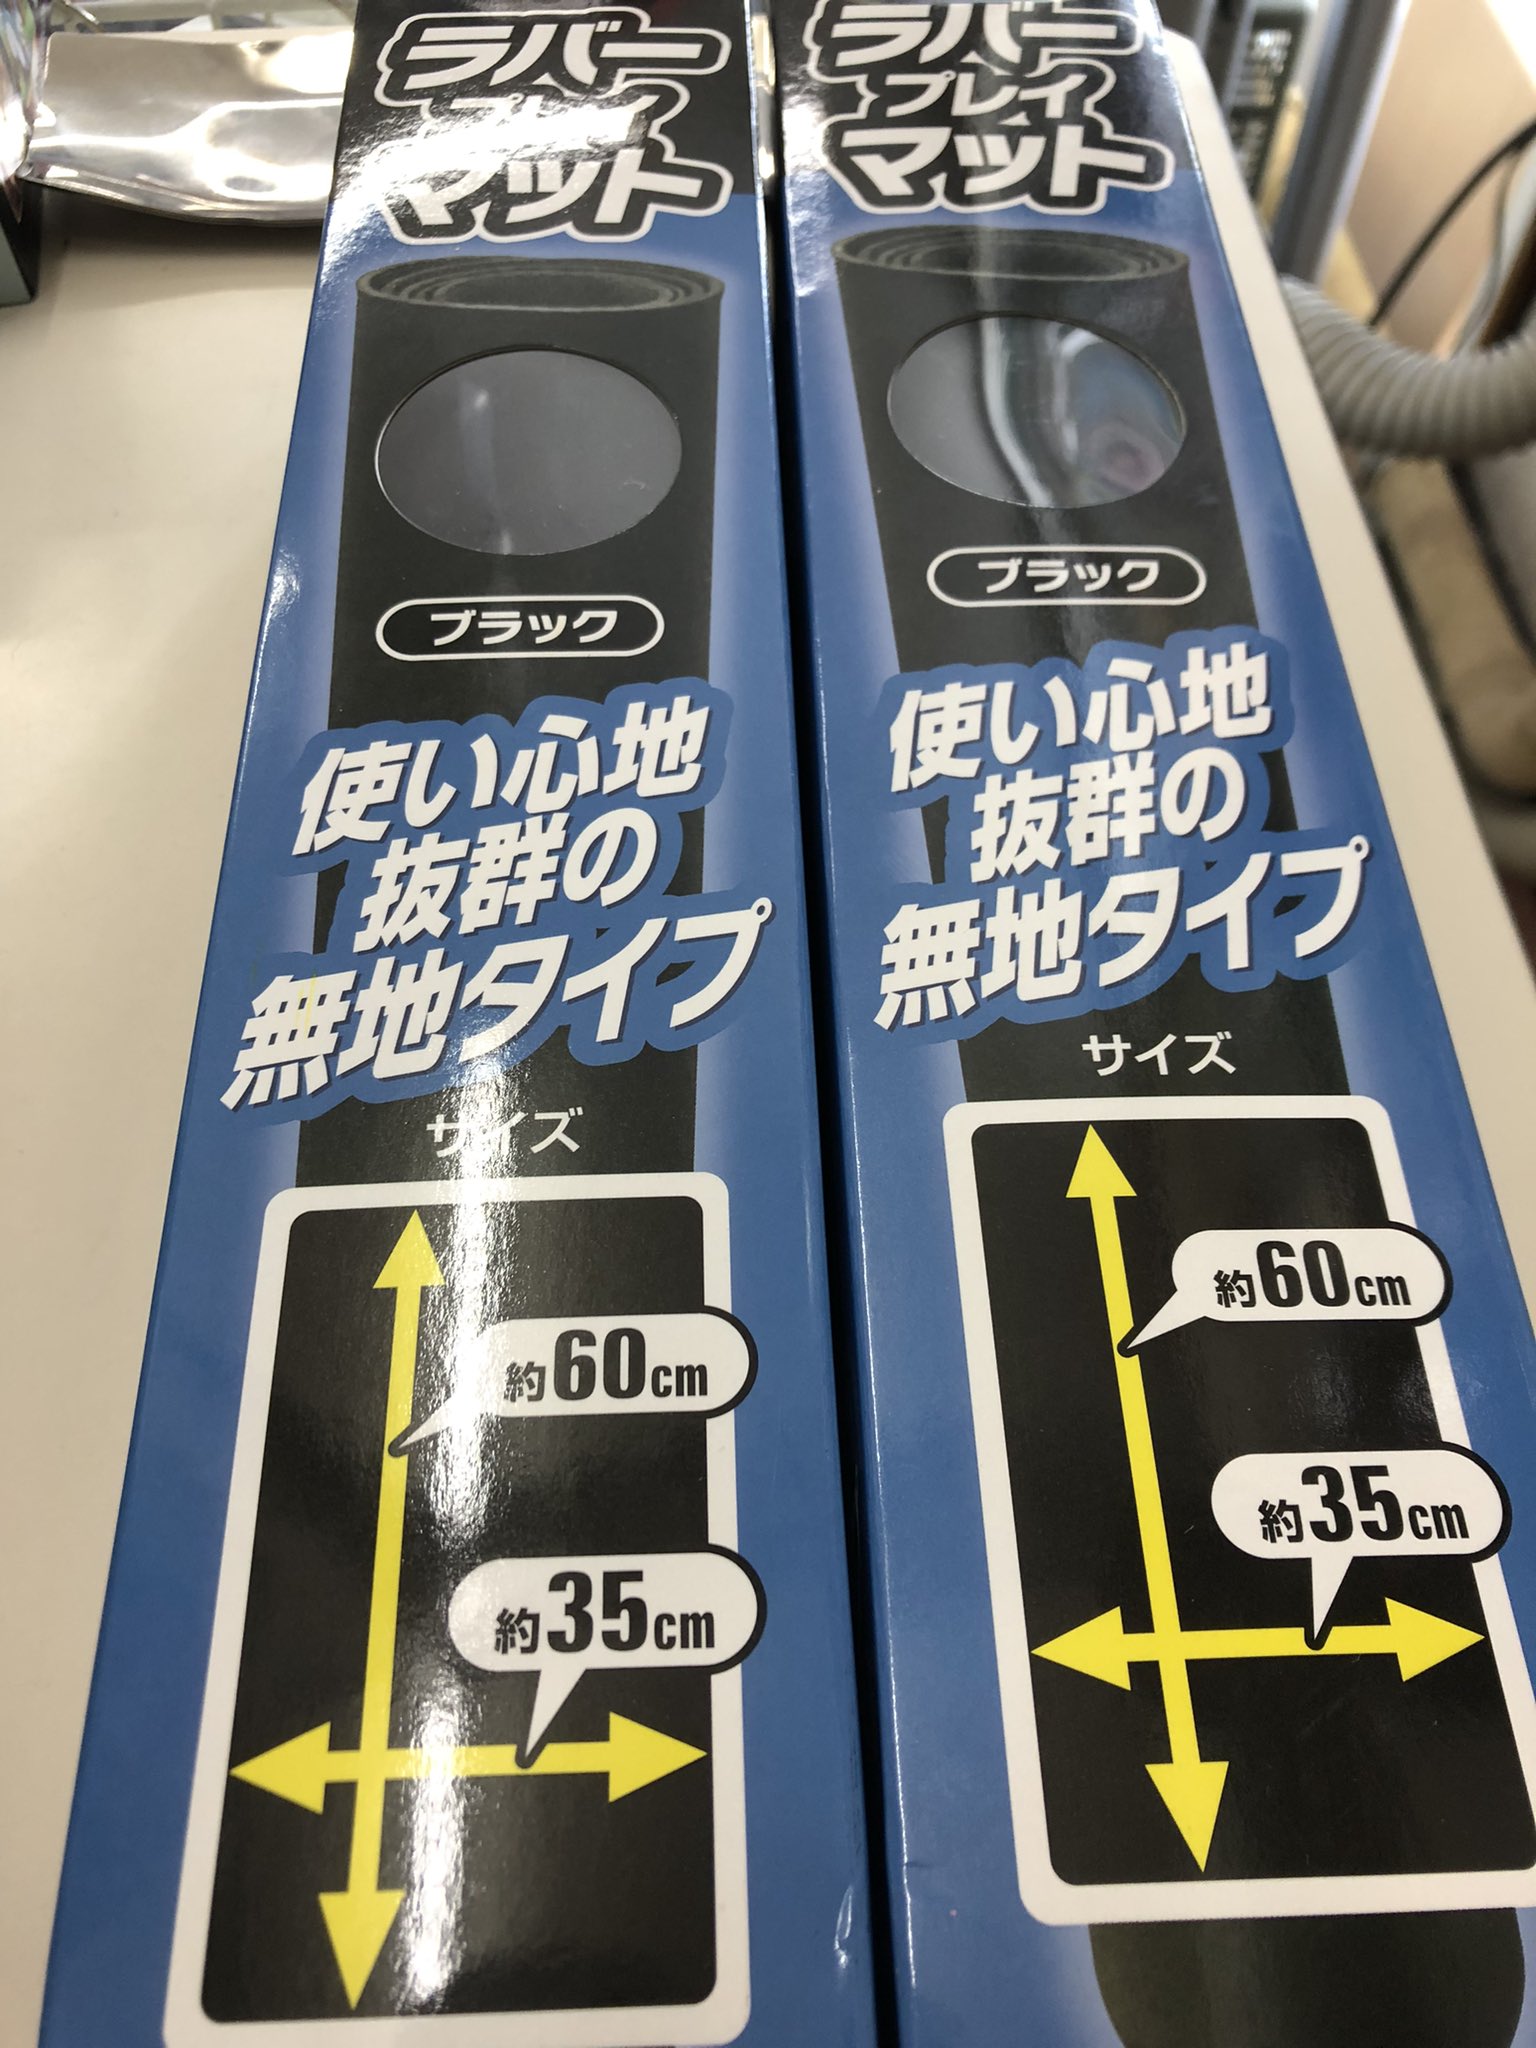 ラバー
プレイ
マット
ブラック
使い心地
抜群の
無地タイプ
サイズ
約60cm
約35cm
ラバー
プレイ
マット
ブラック
使い心地
抜群の
無地タイプ
サイズ
約60cm
約35cm